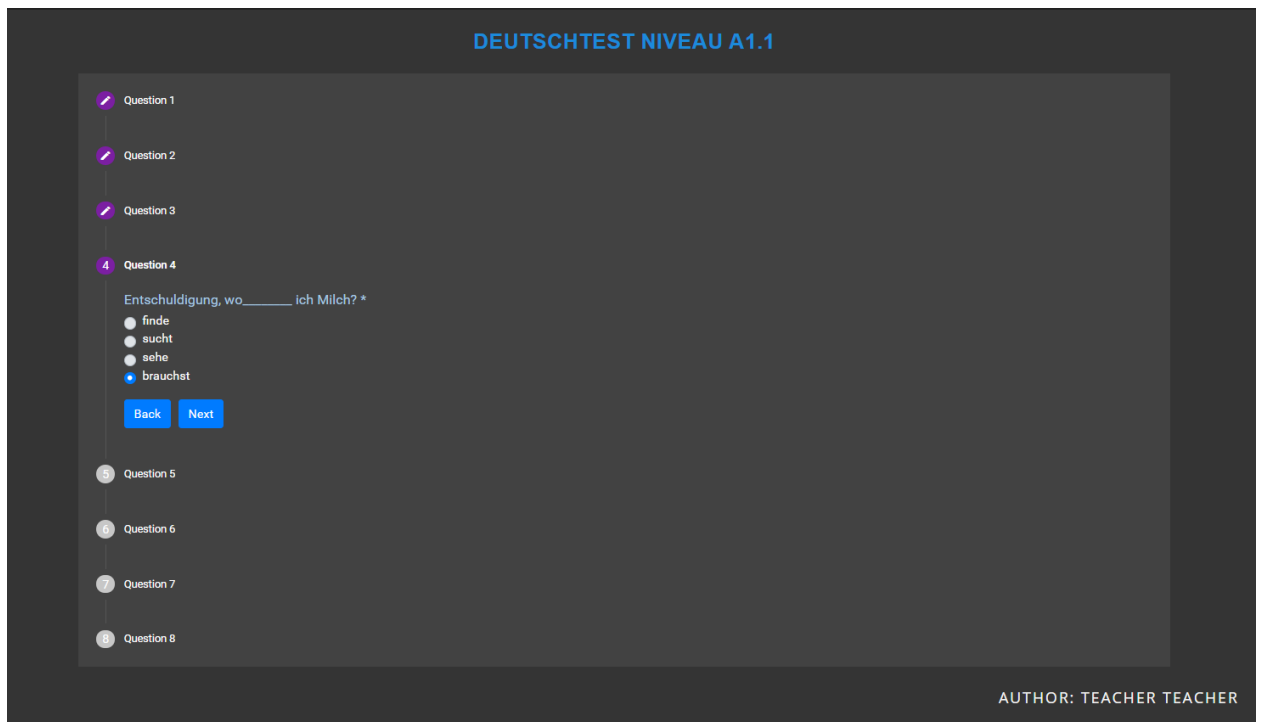 DEUTSCHTEST NIVEAU A1.1
Question 1
Question 2
Question 3
4 Question 4
Entschuldigung, wo________ ich Milch? *
finde
sucht
sehe
brauchst
Back Next
5 Question 5
6 Question 6
7 Question 7
8 Question 8
AUTHOR: TEACHER TEACHER